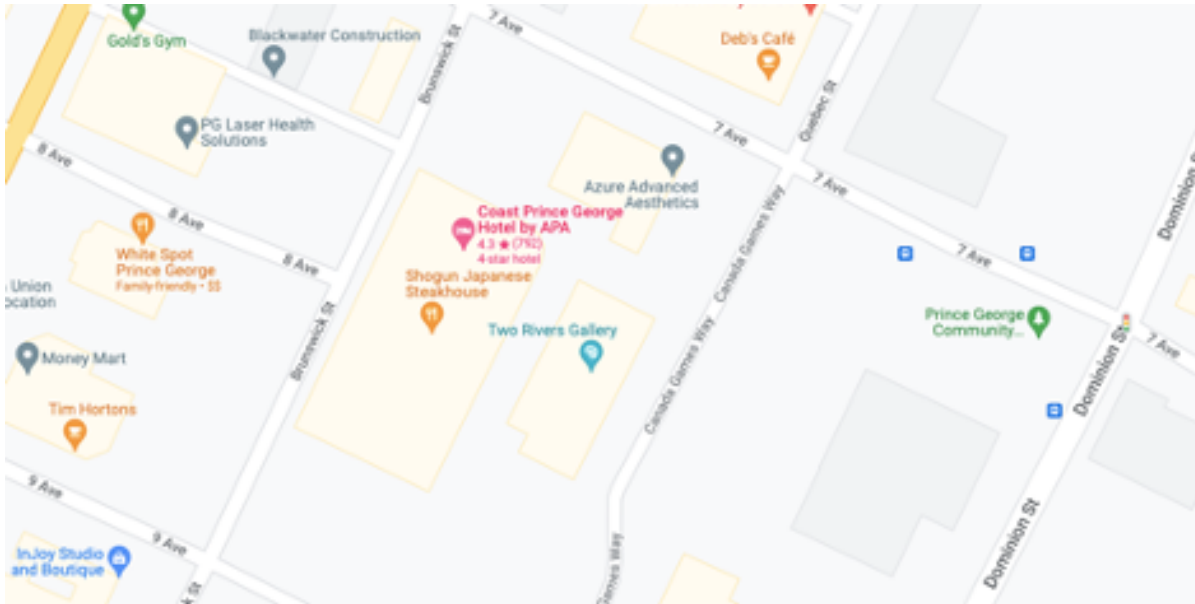 Gold's Gym
Blackwater Construction
Brunswick St
7 Ave
Deb's Café
Quebec St
7 Ave
7 Ave
PG Laser Health
Solutions
8 Ave
8 Ave
8 Ave
Azure Advanced
Aesthetics
Dominion S
Coast Prince George
Hotel by APA
4.3 ★ (792)
4-star hotel
White Spot
Prince George
Family-friendly • $$
Union
ocation
Shogun Japanese
Steakhouse
Canada Games Way
7 Ave
Prince George
Community...
Two Rivers Gallery
7 Ave
Money Mart
Brunswick St
Canada Games Way
Dominion St
Tim Hortons
9 Ave
9 Ave
InJoy Studio
and Boutique
k St
Games Way
Dominion St